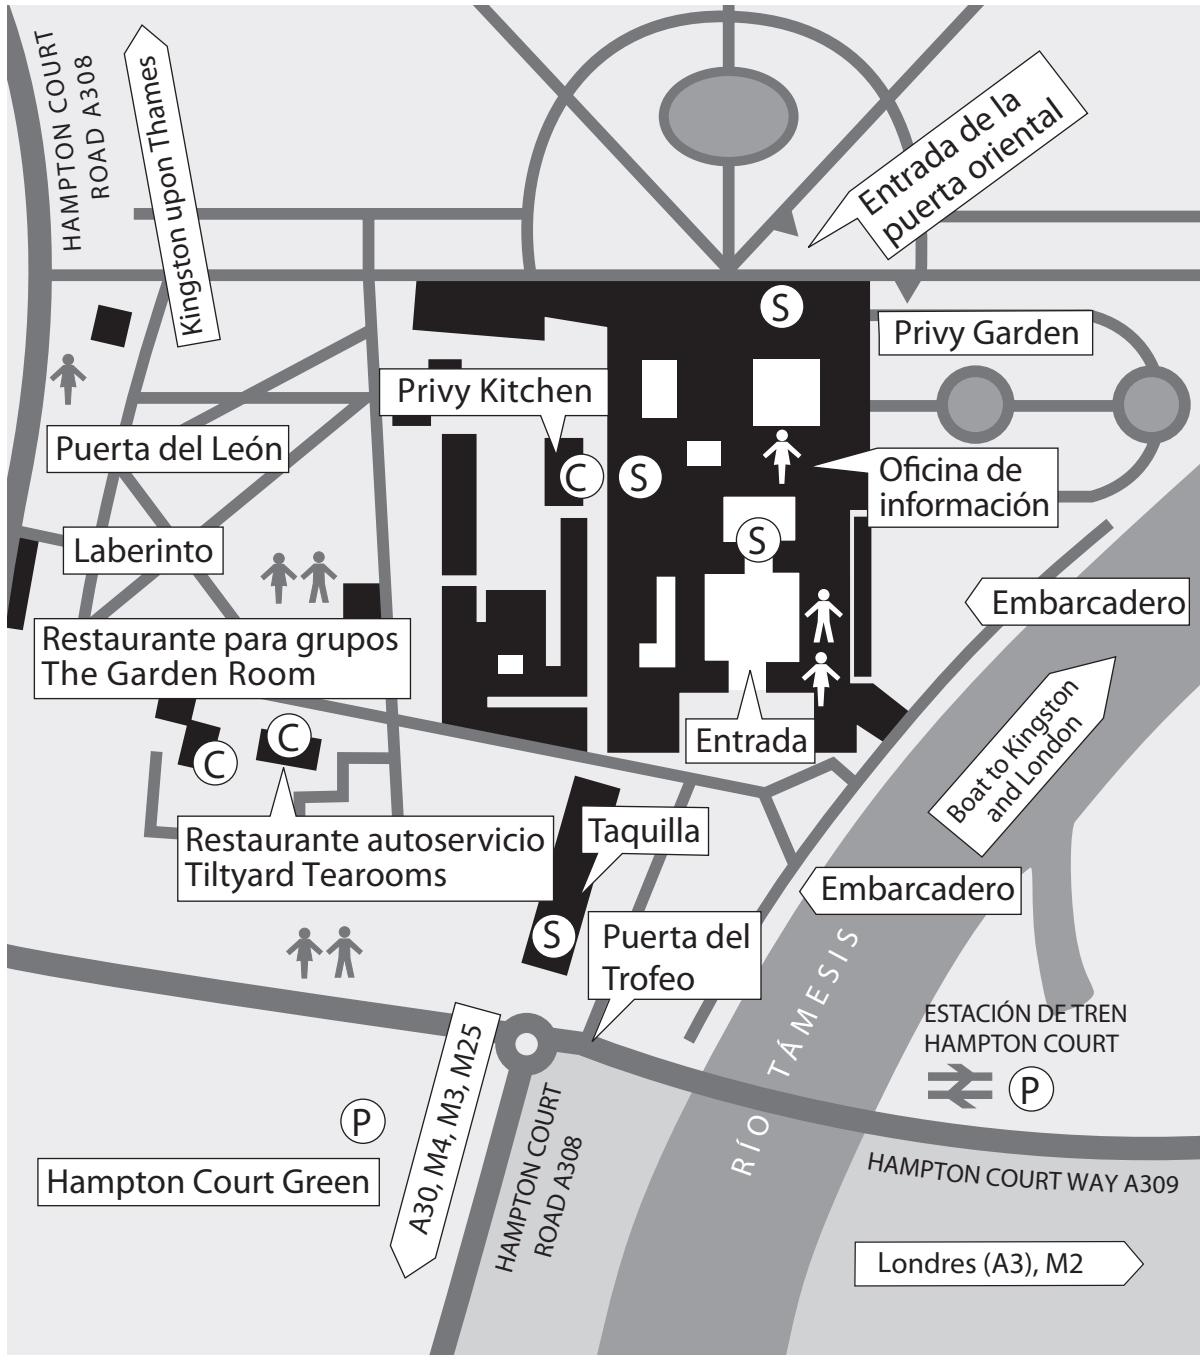 HAMPTON COURT
ROAD A308
Kingston upon Thames
Entrada de la
puerta oriental
S
Privy Garden
Privy Kitchen
Puerta del León
C
S
Oficina de
información
S
Laberinto
Embarcadero
Restaurante para grupos
The Garden Room
Entrada
C
C
Boat to Kingston
and London
Restaurante autoservicio
Tiltyard Tearooms
Taquilla
Embarcadero
S
Puerta del
Trofeo
RÍO TÁMESIS
ESTACIÓN DE TREN
HAMPTON COURT
P
A30, M4, M3, M25
P
HAMPTON COURT
ROAD A308
Hampton Court Green
HAMPTON COURT WAY A309
Londres (A3), M2